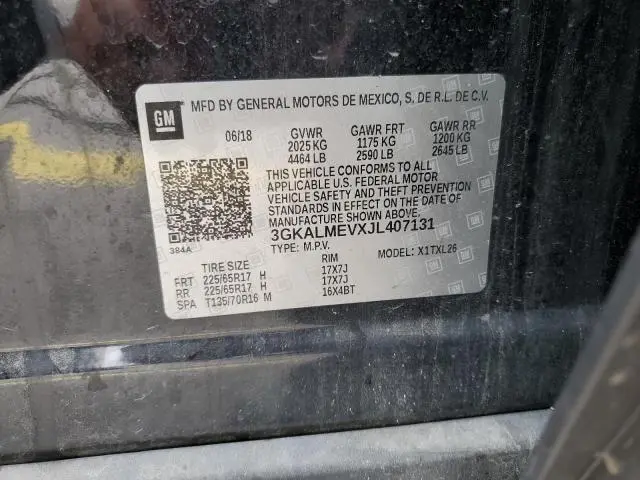 GM
MFD BY GENERAL MOTORS DE MEXICO, S. DE R.L. DE C.V.
06/18 GVWR GAWR FRT GAWR RR
2025 KG 1175 KG 1200 KG
4464 LB 2590 LB 2645 LB
THIS VEHICLE CONFORMS TO ALL
APPLICABLE U.S. FEDERAL MOTOR
VEHICLE SAFETY AND THEFT PREVENTION
STANDARDS IN EFFECT ON THE DATE OF
MANUFACTURE SHOWN ABOVE.
3GKALMEVXJL407131
384A TYPE: M.P.V. MODEL: X1TXL26
TIRE SIZE RIM
FRT 225/65R17 H 17X7J
RR 225/65R17 H 17X7J
SPA T135/70R16 M 16X4BT